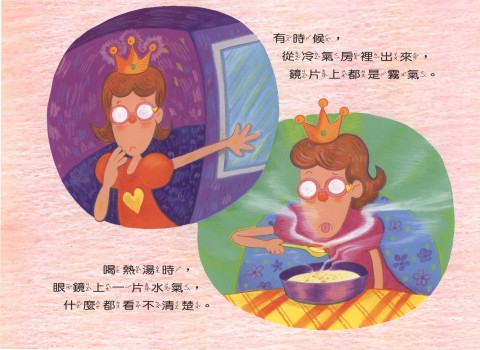 有時候，
從冷氣房裡出來，
鏡片上都是霧氣。
喝熱湯時，
眼鏡上一片水氣，
什麼都看不清楚。